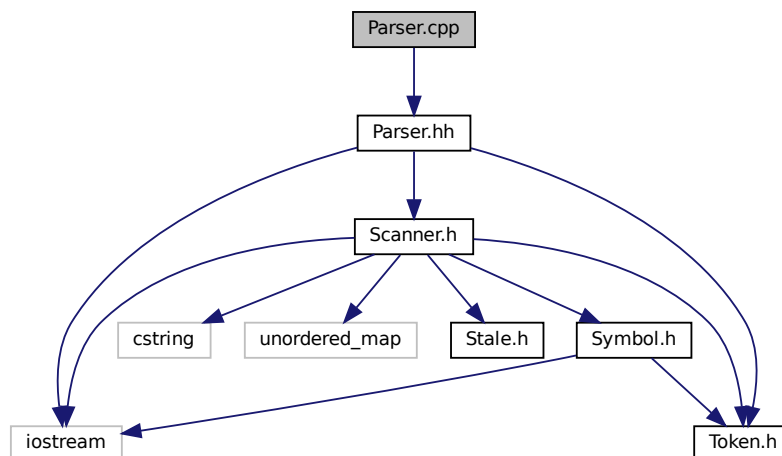 Parser.cpp
Parser.hh
Scanner.h
cstring
unordered_map
Stale.h
Symbol.h
iostream
Token.h